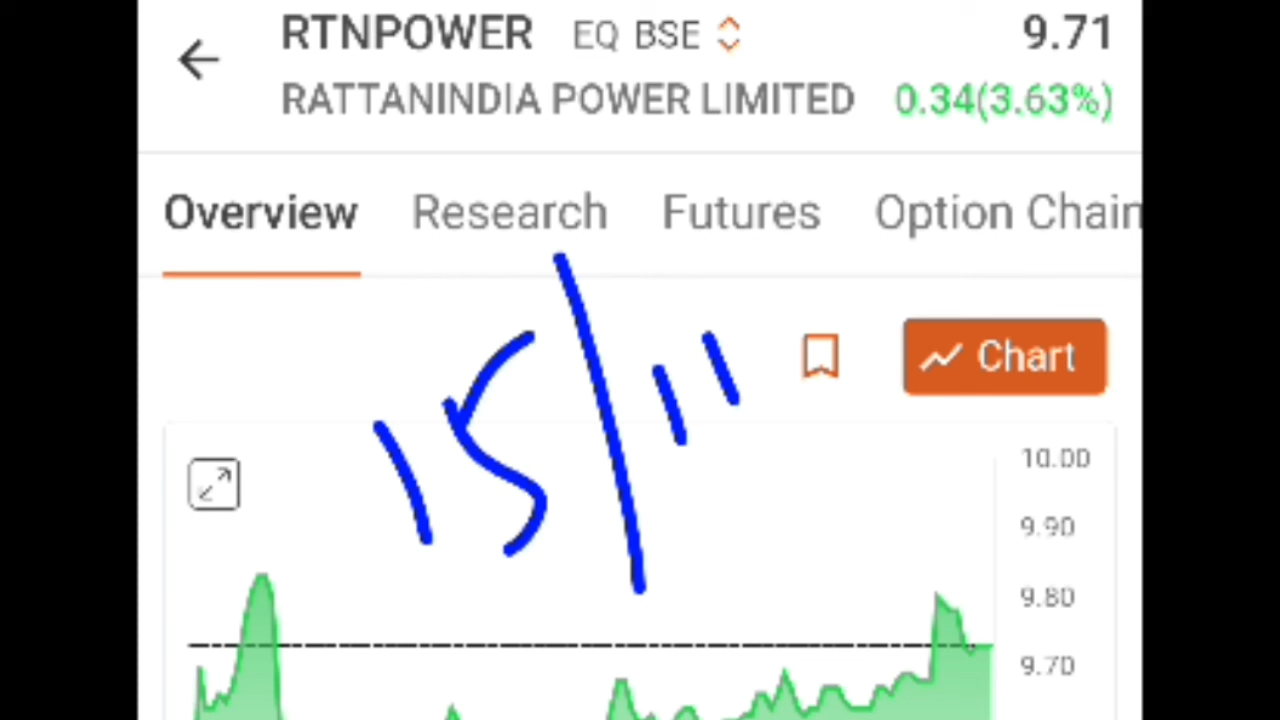 RTNPOWER EQ BSE 9.71
RATTANINDIA POWER LIMITED 0.34(3.63%)
Overview Research Futures Option Chain
15/11
Chart
10.00
9.90
9.80
9.70